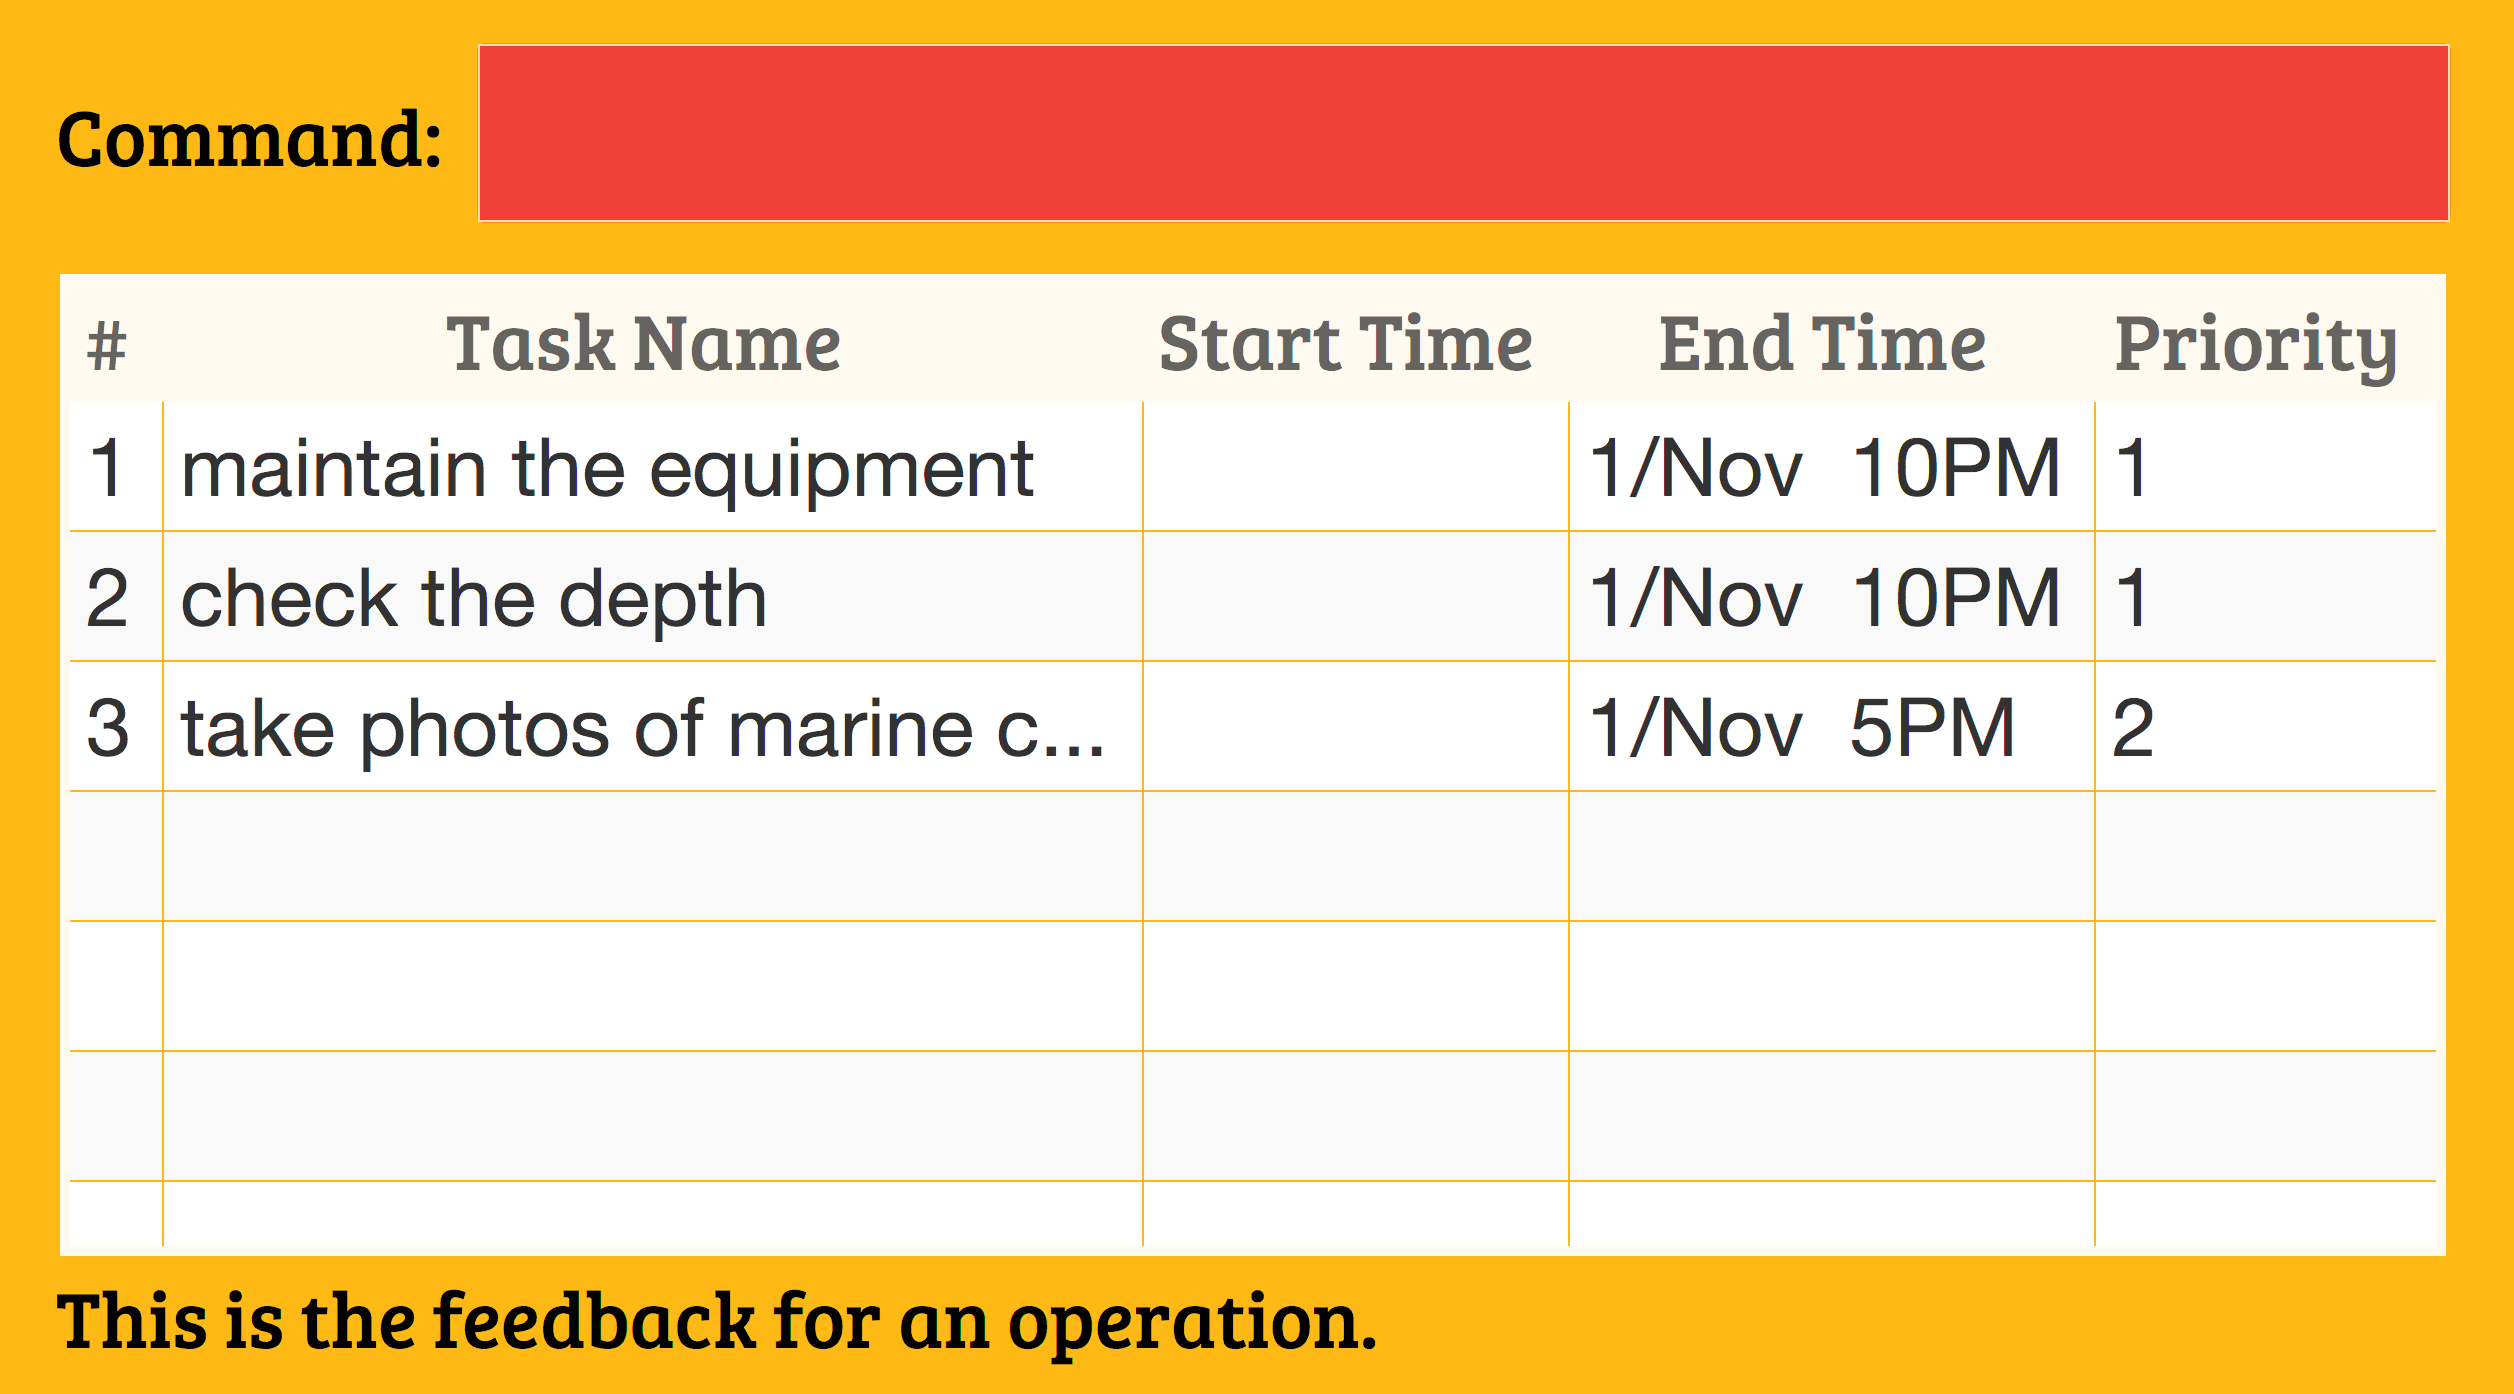 Command:
# Task Name Start Time End Time Priority
1 maintain the equipment 1/Nov 10PM 1
2 check the depth 1/Nov 10PM 1
3 take photos of marine c... 1/Nov 5PM 2
This is the feedback for an operation.